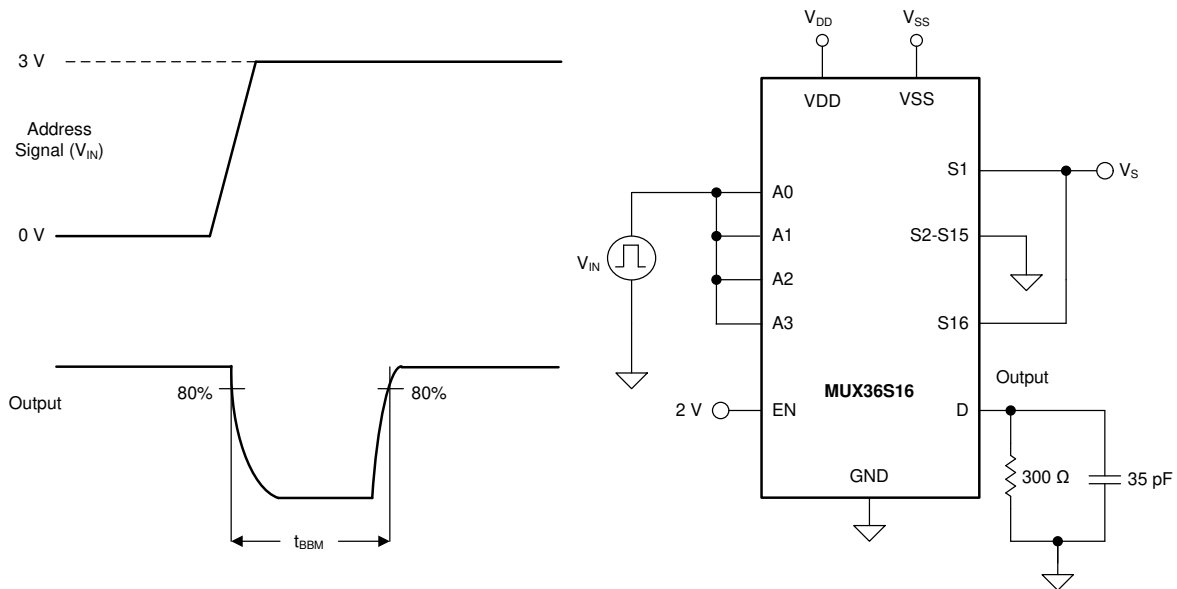 3 V
Address
Signal (VIN)
0 V
Output
80%
80%
tBBM
VDD
VSS
VDD
VSS
A0
A1
A2
A3
VIN
2 V
EN
S1
VS
S2-S15
S16
MUX36S16
Output
D
GND
300 Ω
35 pF